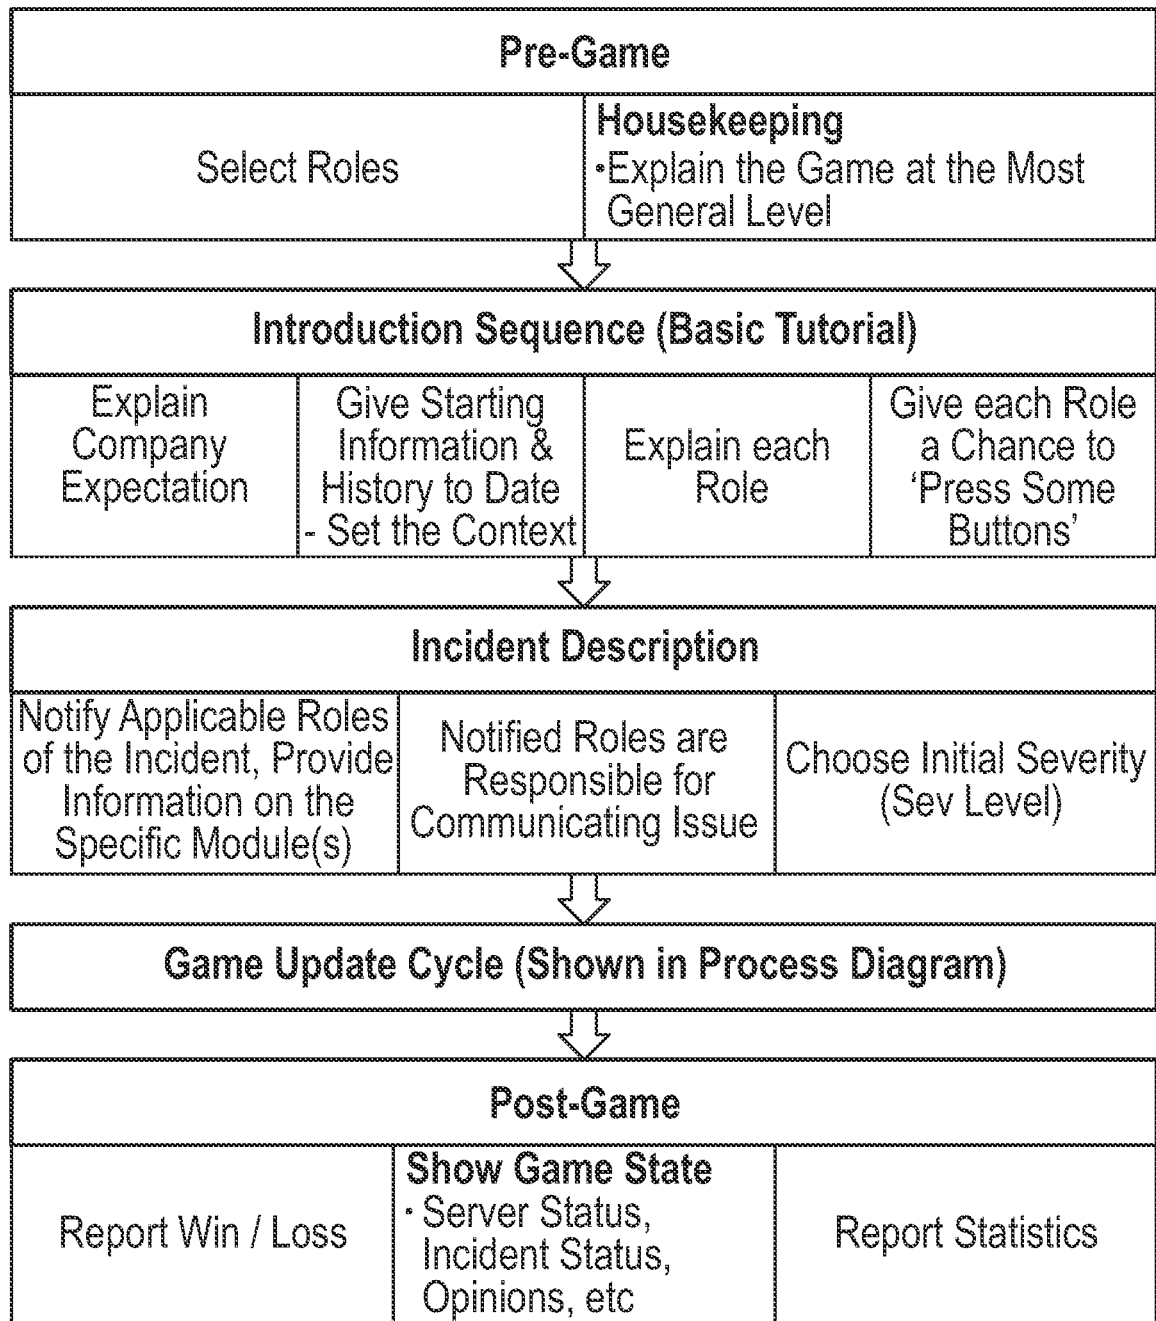 Pre-Game
Select Roles
Housekeeping
·Explain the Game at the Most
General Level
Introduction Sequence (Basic Tutorial)
Explain
Company
Expectation
Give Starting
Information &
History to Date
- Set the Context
Explain each
Role
Give each Role
a Chance to
‘Press Some
Buttons’
Incident Description
Notify Applicable Roles
of the Incident, Provide
Information on the
Specific Module(s)
Notified Roles are
Responsible for
Communicating Issue
Choose Initial Severity
(Sev Level)
Game Update Cycle (Shown in Process Diagram)
Post-Game
Report Win / Loss
Show Game State
· Server Status,
Incident Status,
Opinions, etc
Report Statistics